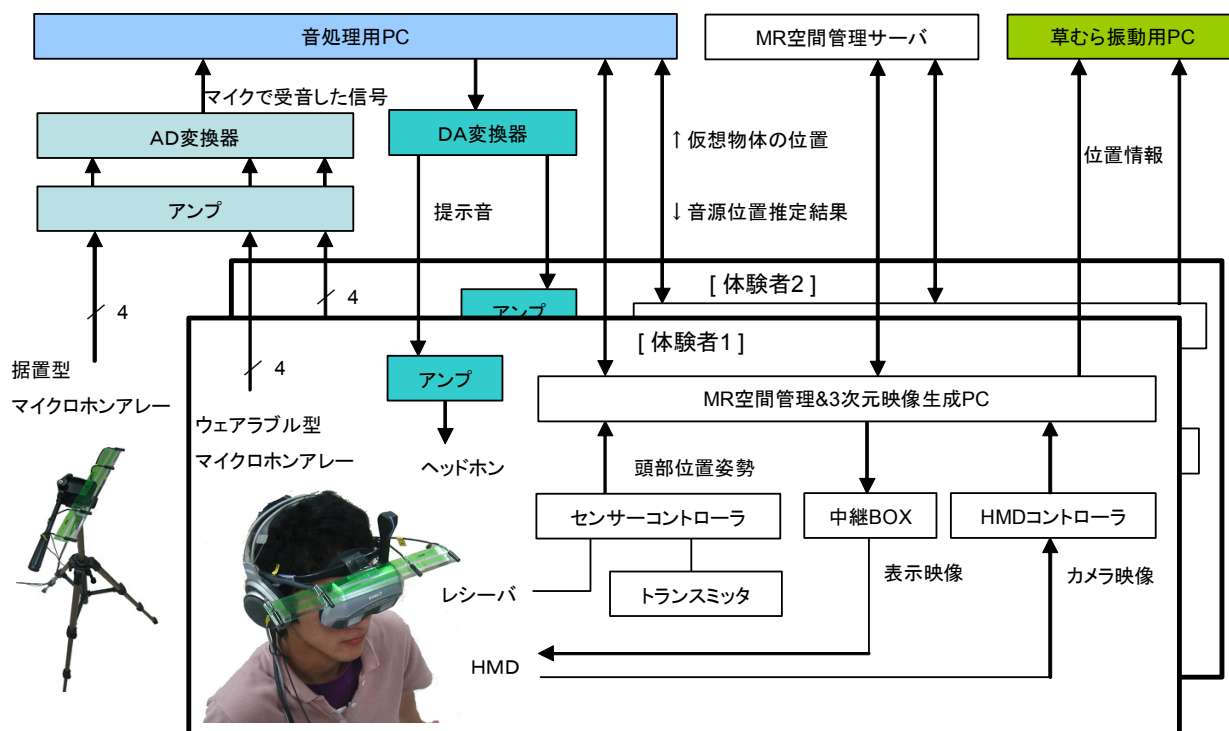 音処理用PC
MR空間管理サーバ
草むら振動用PC
マイクで受音した信号
AD変換器
DA変換器
↑仮想物体の位置
位置情報
アンプ
提示音
↓音源位置推定結果
[ 体験者2 ]
4
4
アンプ
[ 体験者1 ]
据置型
マイクロホンアレー
4
アンプ
MR空間管理&3次元映像生成PC
ウェアラブル型
マイクロホンアレー
ヘッドホン
頭部位置姿勢
センサーコントローラ
中継BOX
HMDコントローラ
表示映像
カメラ映像
レシーバ
トランスミッタ
HMD